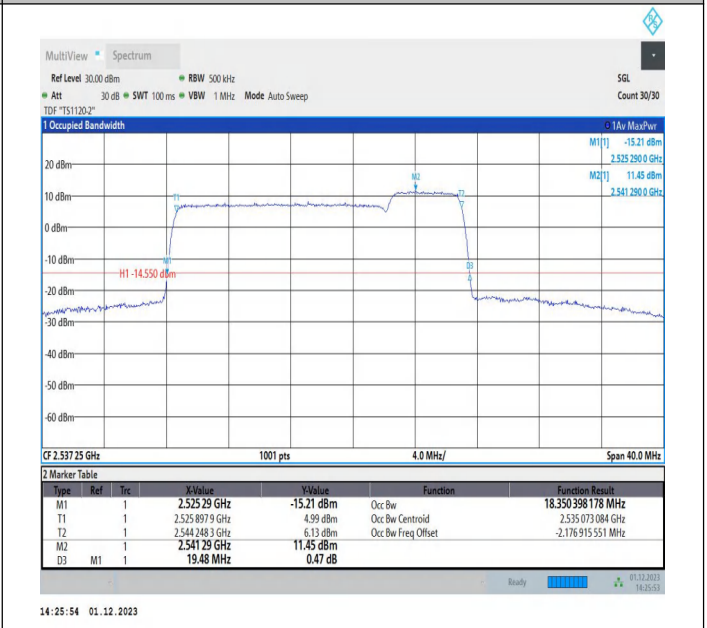 R S
MultiView Spectrum
Ref Level 30.00 dBm RBW 500 kHz SGL
Att 30 dB SWT 100 ms VBW 1 MHz Mode Auto Sweep Count 30/30
TDF "TS1120-2"
1 Occupied Bandwidth 1Av MaxPwr
M1[1] -15.21 dBm
2.525 290 0 GHz
M2[1] 11.45 dBm
2.541 290 0 GHz
20 dBm
M2
T1
T2
10 dBm
0 dBm
-10 dBm
M1
D3
H1 -14.550 dBm
-20 dBm
-30 dBm
-40 dBm
-50 dBm
-60 dBm
CF 2.537 25 GHz 1001 pts 4.0 MHz/ Span 40.0 MHz
2 Marker Table
Type Ref Trc X-Value Y-Value Function Function Result
M1 1 2.525 29 GHz -15.21 dBm Occ Bw 18.350 398 178 MHz
T1 1 2.525 897 9 GHz 4.99 dBm Occ Bw Centroid 2.535 073 084 GHz
T2 1 2.544 248 3 GHz 6.13 dBm Occ Bw Freq Offset -2.176 915 551 MHz
M2 1 2.541 29 GHz 11.45 dBm
D3 M1 1 19.48 MHz 0.47 dB
Ready 01.12.2023
14:25:53
14:25:54 01.12.2023